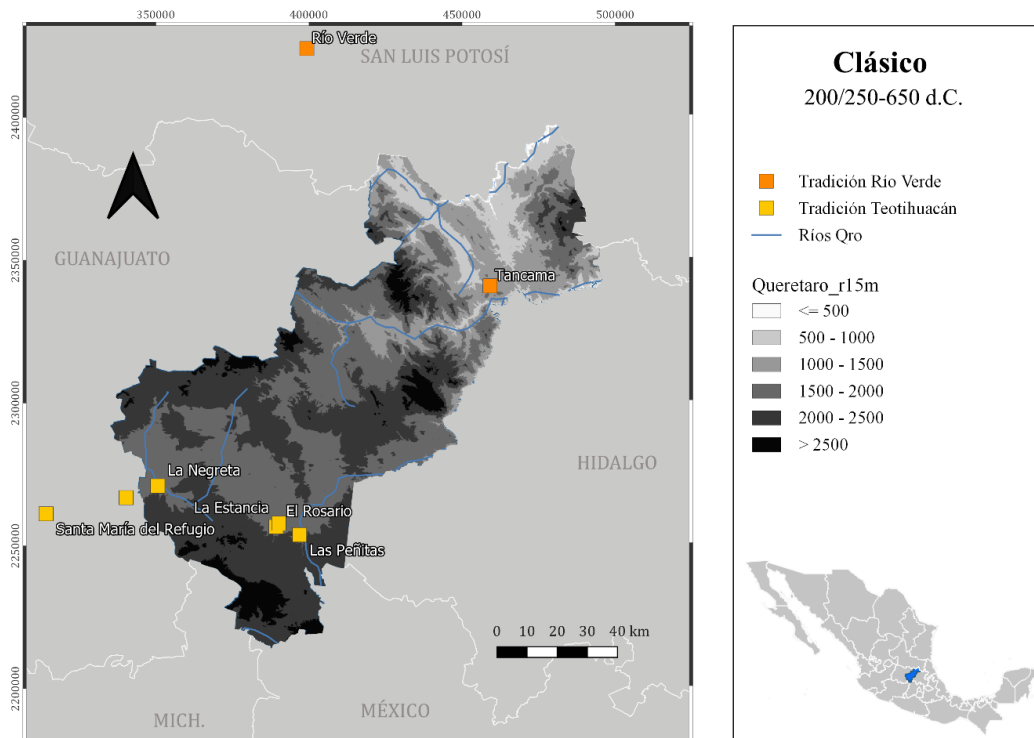 350000
400000
450000
500000
Río Verde
SAN LUIS POTOSÍ
2400000
GUANAJUATO
2350000
Tancama
2300000
HIDALGO
La Negreta
La Estancia
El Rosario
Santa María del Refugio
Las Peñitas
2250000
0 10 20 30 40 km
2200000
MICH.
MÉXICO
Clásico
200/250-650 d.C.
Tradición Río Verde
Tradición Teotihuacán
Ríos Qro
Queretaro_r15m
<= 500
500 - 1000
1000 - 1500
1500 - 2000
2000 - 2500
> 2500